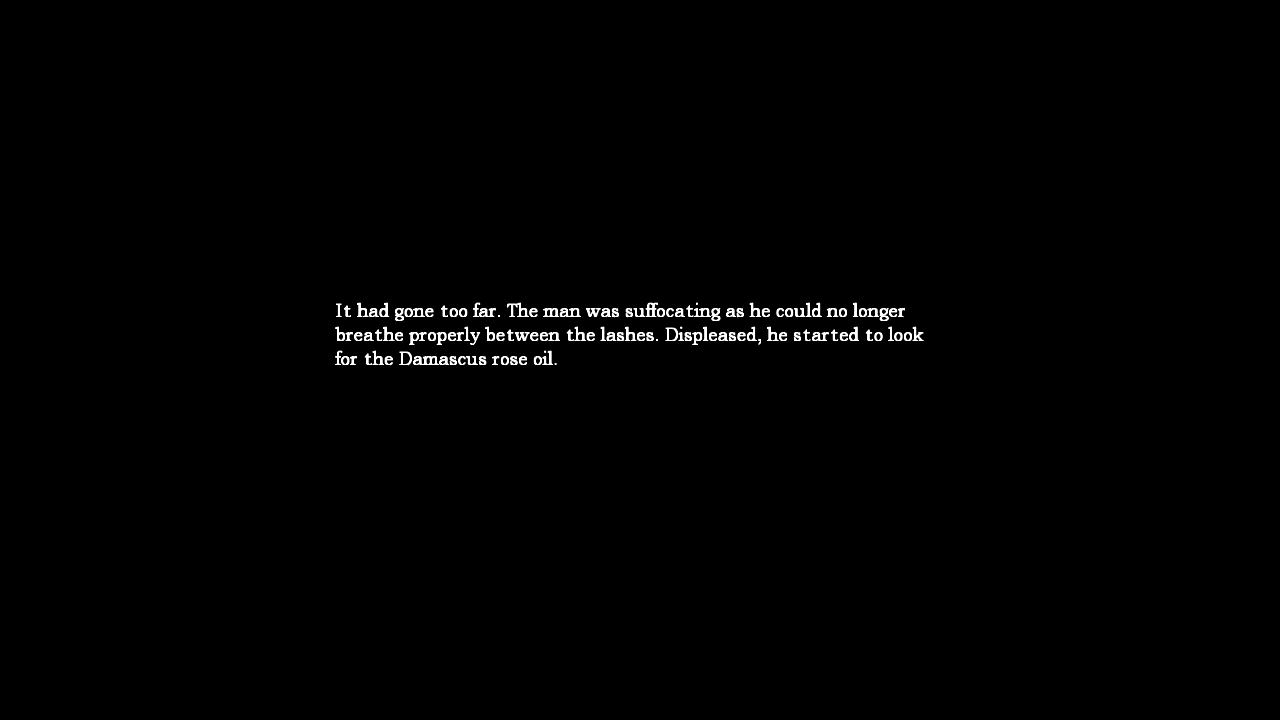 It had gone too far. The man was suffocating as he could no longer
breathe properly between the lashes. Displeased, he started to look
for the Damascus rose oil.